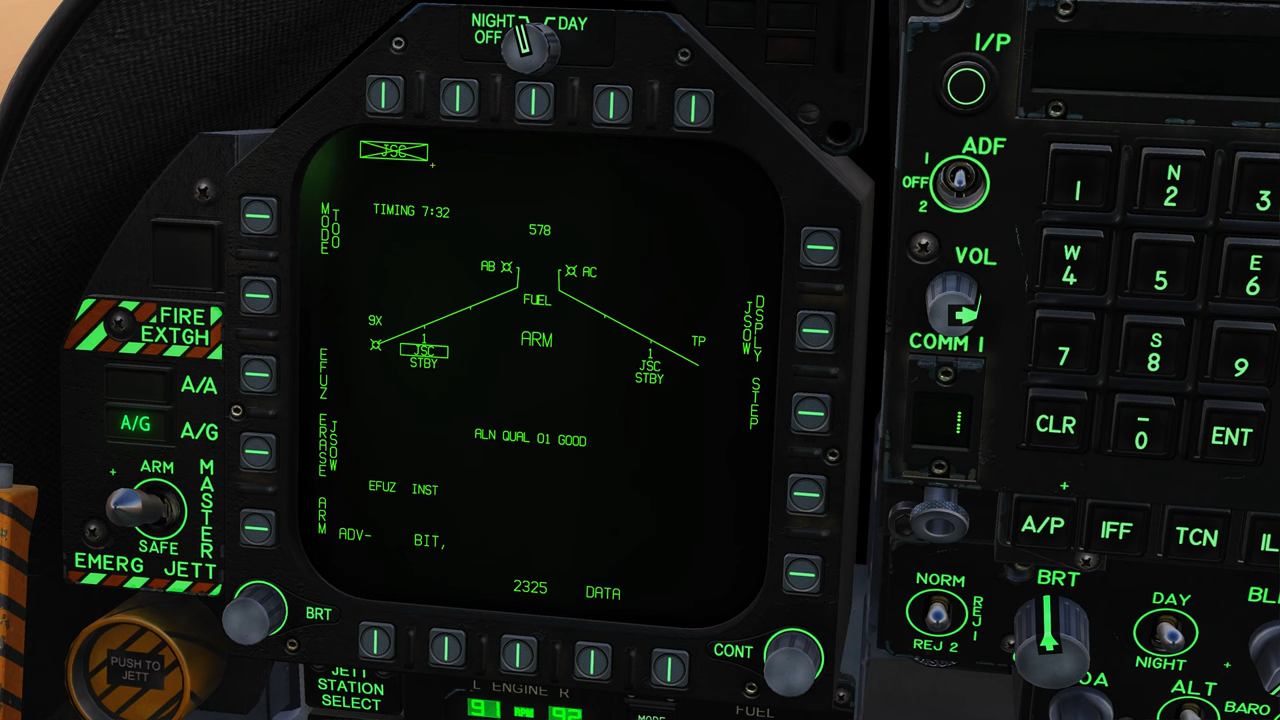 NIGHT DAY
OFF
I/P
JSC
ADF
1
OFF
2
MODE
TOO
TIMING 7:32
578
AB AC
FUEL
9X
ARM
TP
1
JSC
STBY
1
JSC
STBY
JSOW
DSPLY
STEP
EFUZ
ERASE
JSOW
ARM
ALN QUAL 01 GOOD
EFUZ INST
ADV- BIT,
2325 DATA
FIRE
EXTGH
A/A
A/G
A/G
ARM
SAFE
MASTER
EMERG JETT
BRT
CONT
PUSH TO
JETT
JETT
STATION
SELECT
L ENGINE R
91 RPM 92
MODE
FUEL
VOL
COMM 1
1
N
2
3
W
4
5
E
6
7
S
8
9
CLR
-
0
ENT
A/P
IFF
TCN
IL
NORM
REJ 1
REJ 2
BRT
DAY
NIGHT
ALT
BARO